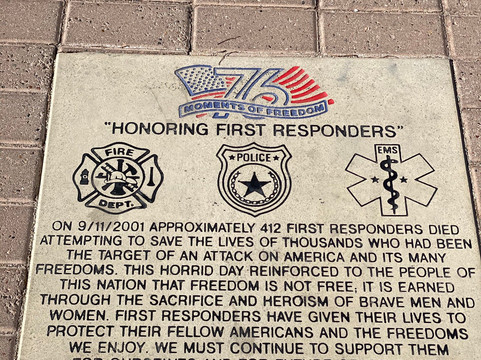 76
MOMENTS OF FREEDOM
"HONORING FIRST RESPONDERS"
FIRE
DEPT.
POLICE
EMS
ON 9/11/2001 APPROXIMATELY 412 FIRST RESPONDERS DIED
ATTEMPTING TO SAVE THE LIVES OF THOUSANDS WHO HAD BEEN
THE TARGET OF AN ATTACK ON AMERICA AND ITS MANY
FREEDOMS. THIS HORRID DAY REINFORCED TO THE PEOPLE OF
THIS NATION THAT FREEDOM IS NOT FREE; IT IS EARNED
THROUGH THE SACRIFICE AND HEROISM OF BRAVE MEN AND
WOMEN. FIRST RESPONDERS HAVE GIVEN THEIR LIVES TO
PROTECT THEIR FELLOW AMERICANS AND THE FREEDOMS
WE ENJOY. WE MUST CONTINUE TO SUPPORT THEM